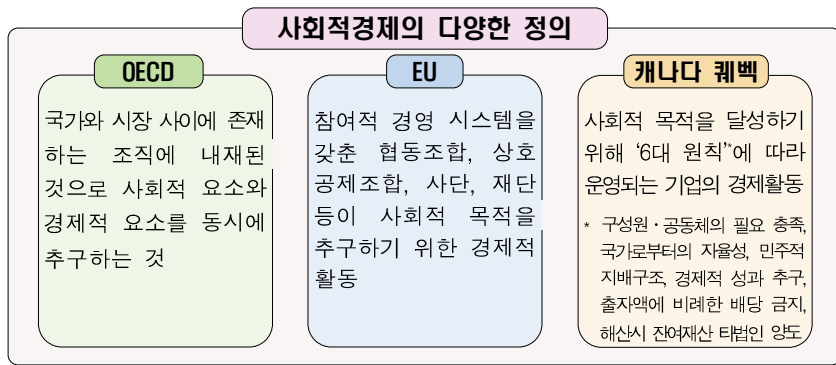 사회적경제의 다양한 정의
OECD
국가와 시장 사이에 존재
하는 조직에 내재된
것으로 사회적 요소와
경제적 요소를 동시에
추구하는 것
EU
참여적 경영 시스템을
갖춘 협동조합, 상호
공제조합, 사단, 재단
등이 사회적 목적을
추구하기 위한 경제적
활동
캐나다 퀘벡
사회적 목적을 달성하기
위해 ‘6대 원칙’*에 따라
운영되는 기업의 경제활동
* 구성원・공동체의 필요 충족,
국가로부터의 자율성, 민주적
지배구조, 경제적 성과 추구,
출자액에 비례한 배당 금지,
해산시 잔여재산 타법인 양도